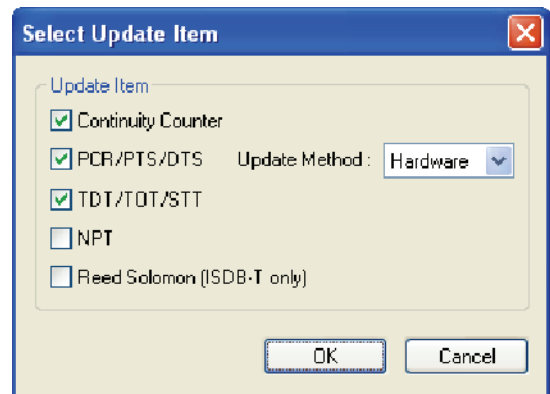 Select Update Item
Update Item
Continuity Counter
PCR/PTS/DTS Update Method : Hardware
TDT/TOT/STT
NPT
Reed Solomon (ISDB-T only)
OK Cancel